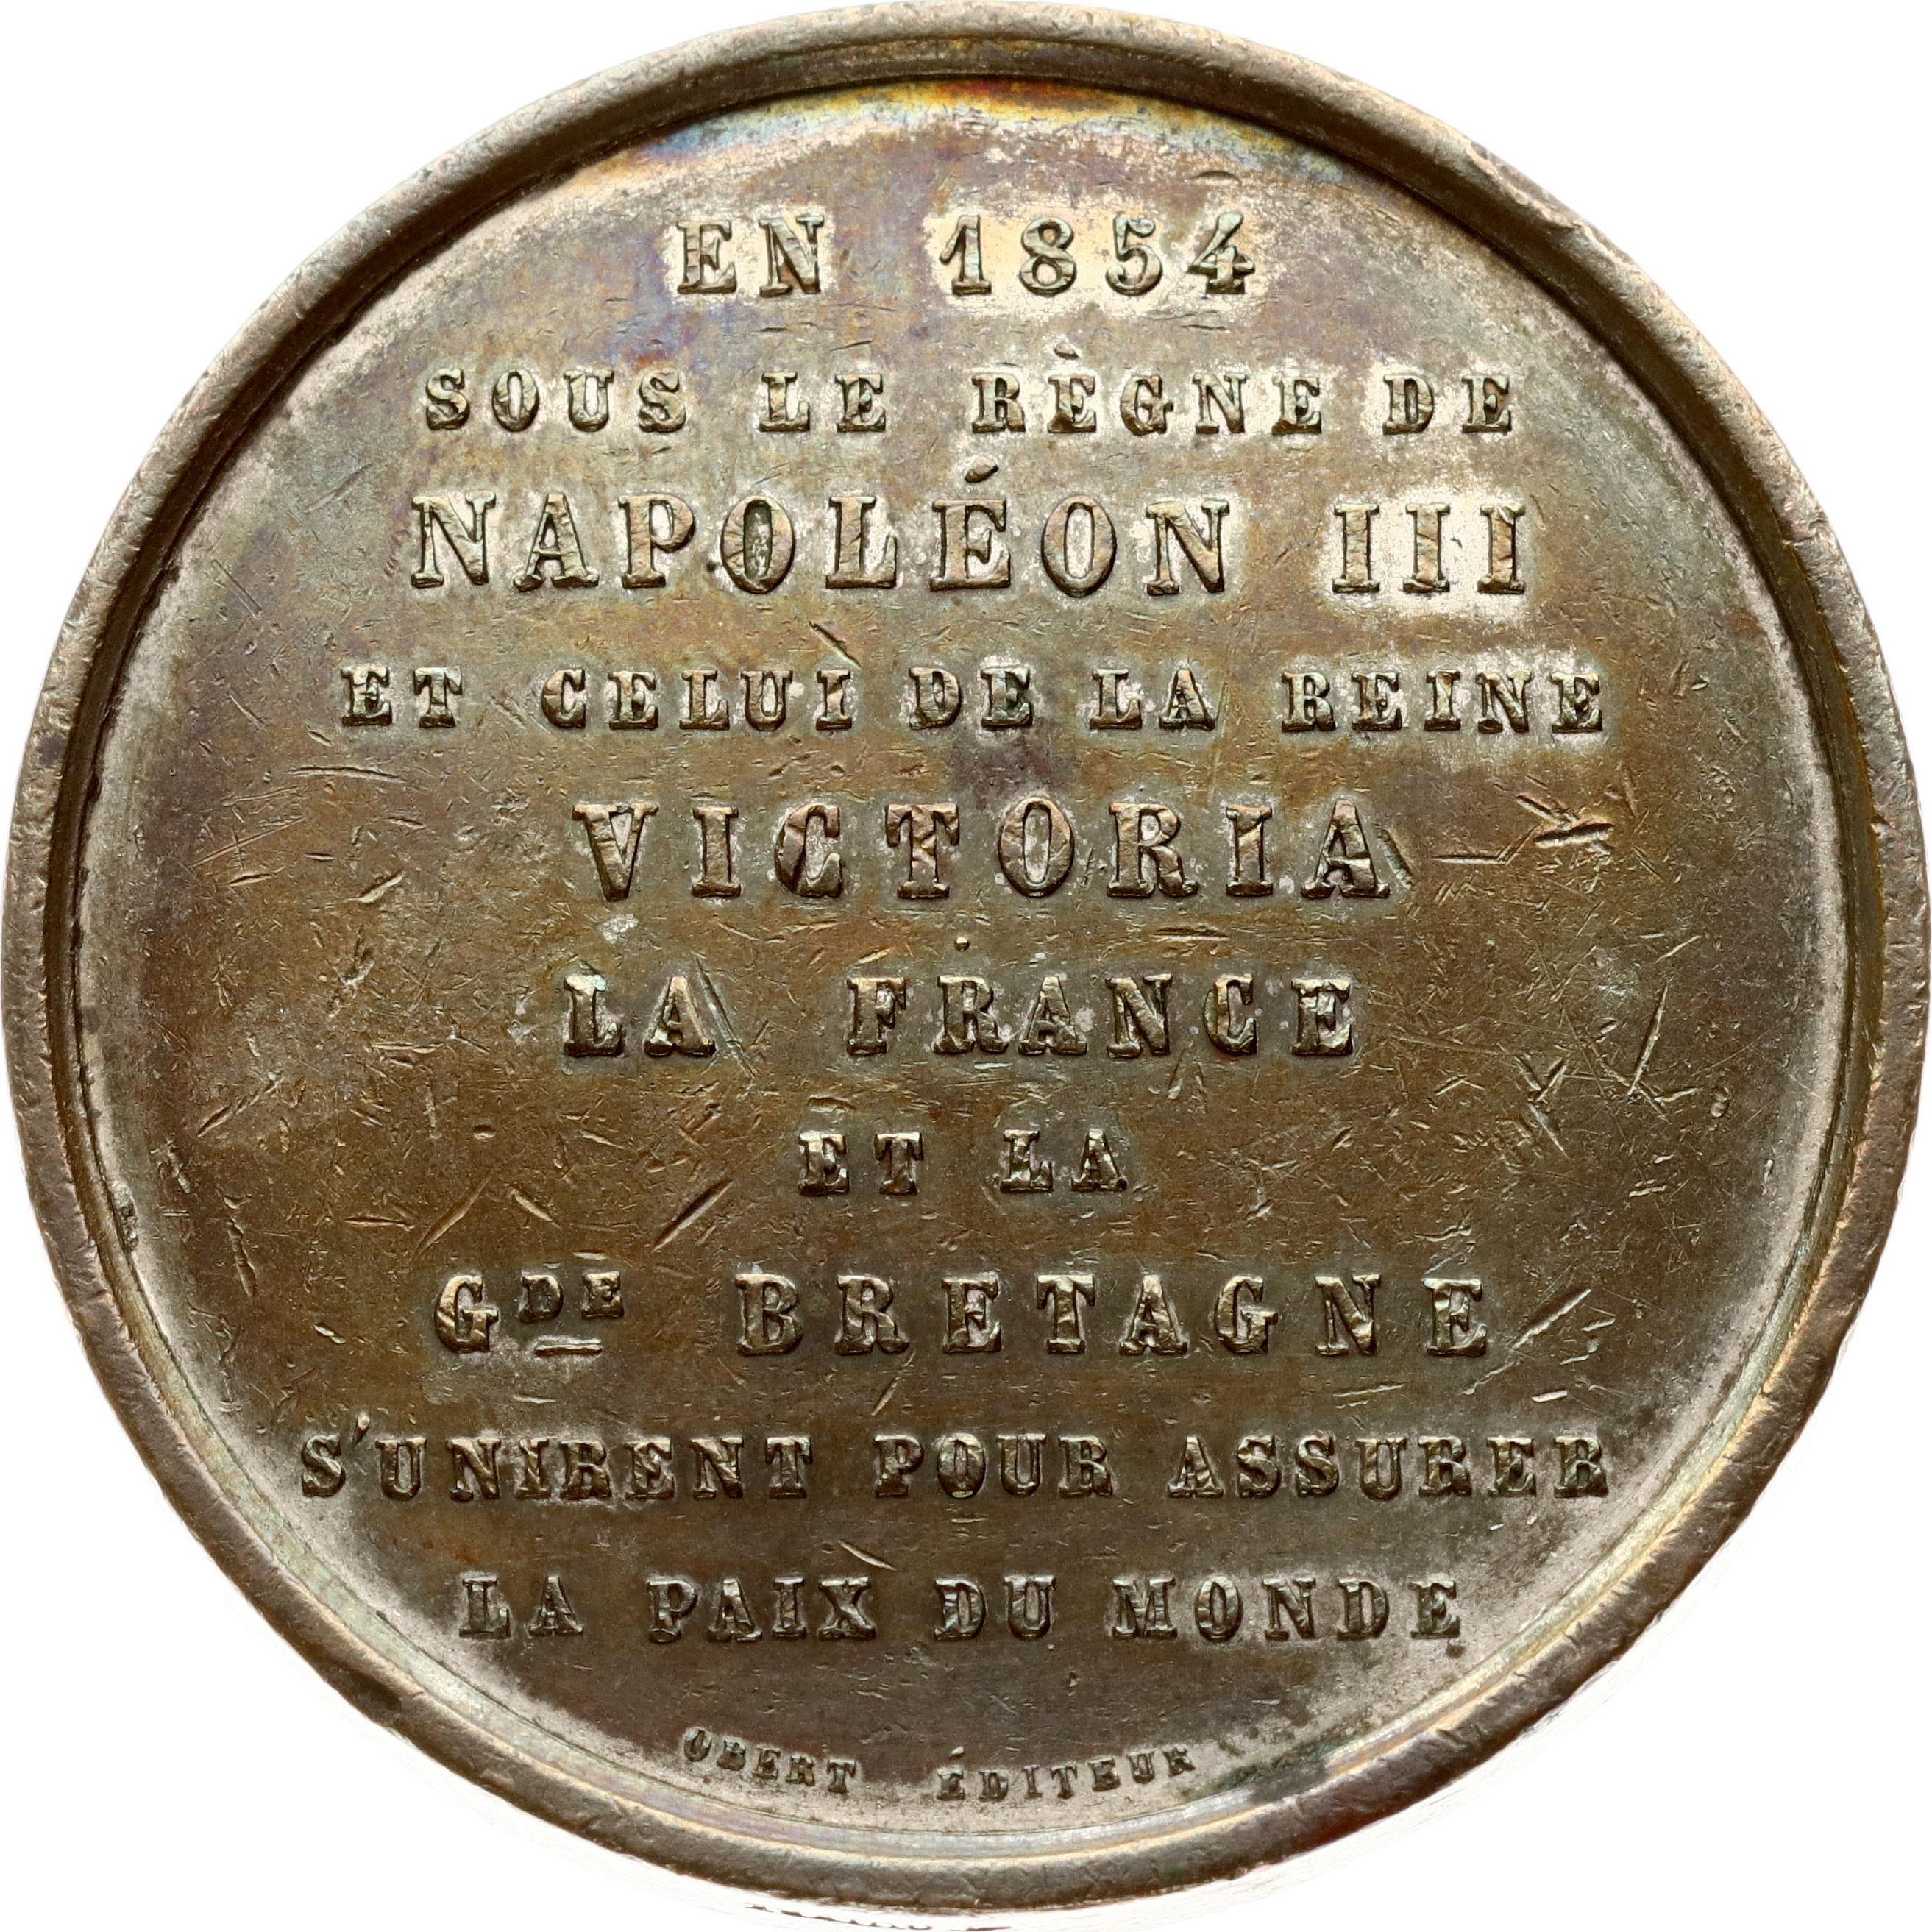 EN 1854
SOUS LE RÈGNE DE
NAPOLÉON III
ET CELUI DE LA REINE
VICTORIA
LA FRANCE
ET LA
GDE BRETAGNE
S'UNIRENT POUR ASSURER
LA PAIX DU MONDE
OBERT ÉDITEUR